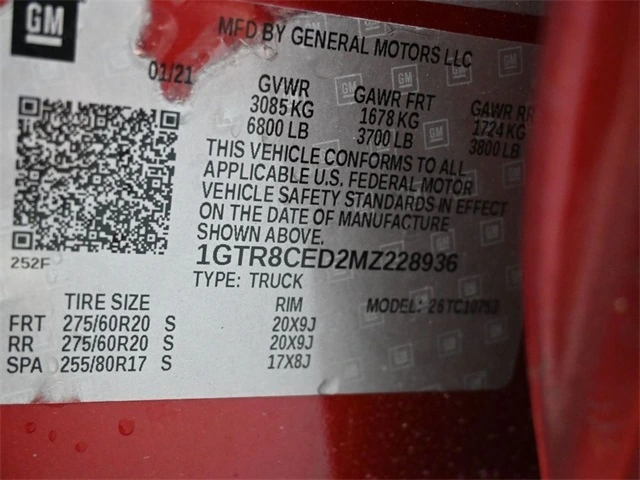 GM
MFD BY GENERAL MOTORS LLC
01/21
GVWR GAWR FRT GAWR RR
3085 KG 1678 KG 1724 KG
6800 LB 3700 LB 3800 LB
THIS VEHICLE CONFORMS TO ALL
APPLICABLE U.S. FEDERAL MOTOR
VEHICLE SAFETY STANDARDS IN EFFECT
ON THE DATE OF MANUFACTURE
SHOWN ABOVE.
252F
1GTR8CED2MZ228936
TYPE: TRUCK
TIRE SIZE RIM MODEL:
FRT 275/60R20 S 20X9J
RR 275/60R20 S 20X9J
SPA 255/80R17 S 17X8J